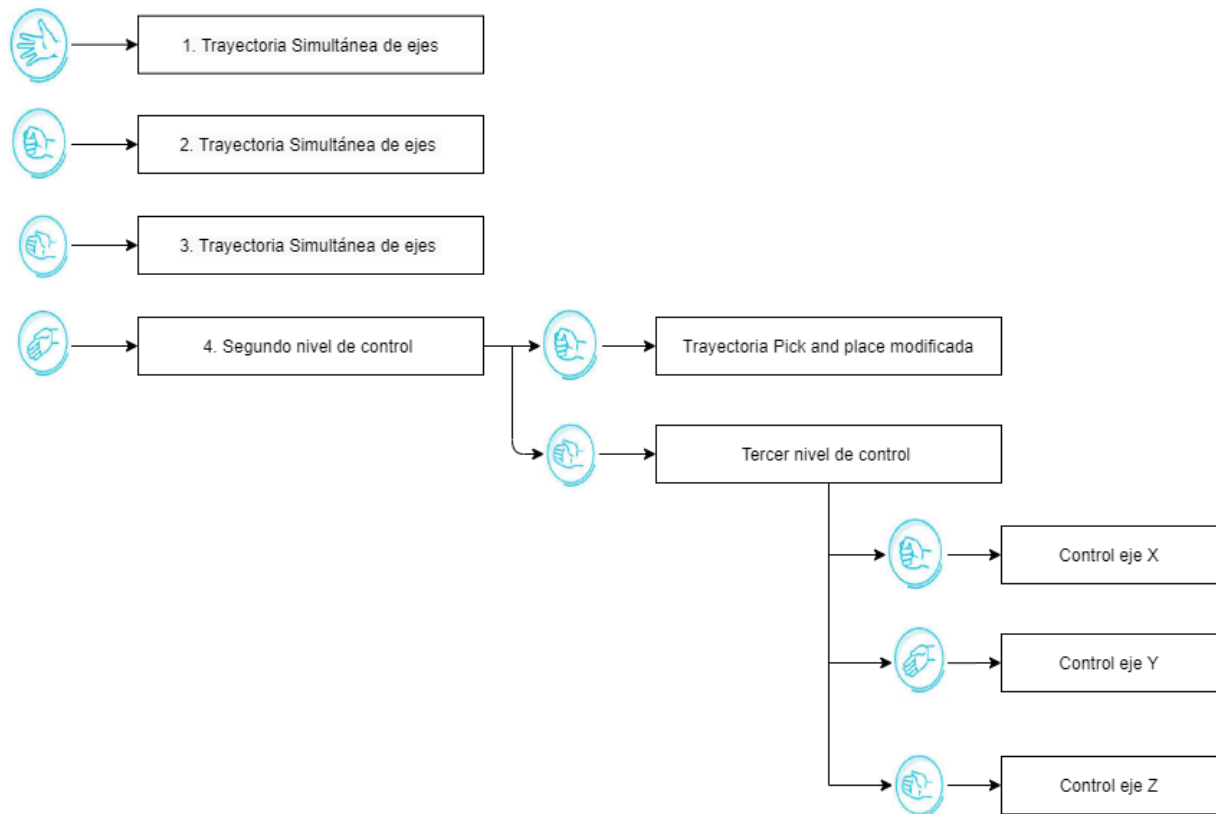 1. Trayectoria Simultánea de ejes
2. Trayectoria Simultánea de ejes
3. Trayectoria Simultánea de ejes
4. Segundo nivel de control
Trayectoria Pick and place modificada
Tercer nivel de control
Control eje X
Control eje Y
Control eje Z